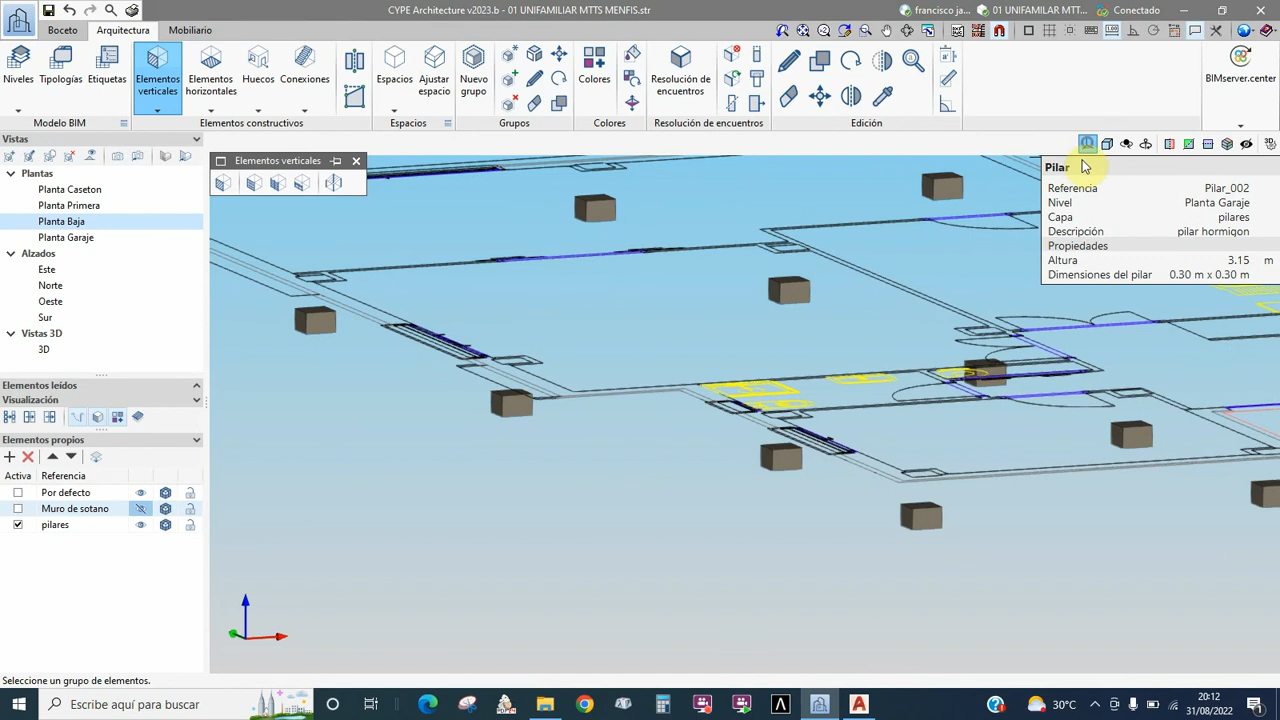 CYPE Architecture v2023.b - 01 UNIFAMILIAR MTTS MENFIS.str
francisco ja...
01 UNIFAMILAR MTT...
Conectado
Boceto
Arquitectura
Mobiliario
Niveles
Tipologías
Etiquetas
Elementos verticales
Elementos horizontales
Huecos
Conexiones
Espacios
Ajustar espacio
Nuevo grupo
Colores
Resolución de encuentros
BIMserver.center
Modelo BIM
Elementos constructivos
Espacios
Grupos
Colores
Resolución de encuentros
Edición
Vistas
Plantas
Planta Caseton
Planta Primera
Planta Baja
Planta Garaje
Alzados
Este
Norte
Oeste
Sur
Vistas 3D
3D
Elementos leídos
Visualización
Elementos propios
Activa Referencia
Por defecto
Muro de sotano
pilares
Elementos verticales
Pilar
Referencia Pilar_002
Nivel Planta Garaje
Capa pilares
Descripción pilar hormigon
Propiedades
Altura 3.15 m
Dimensiones del pilar 0.30 m x 0.30 m
Seleccione un grupo de elementos.
Escribe aquí para buscar
30°C
20:12
31/08/2022